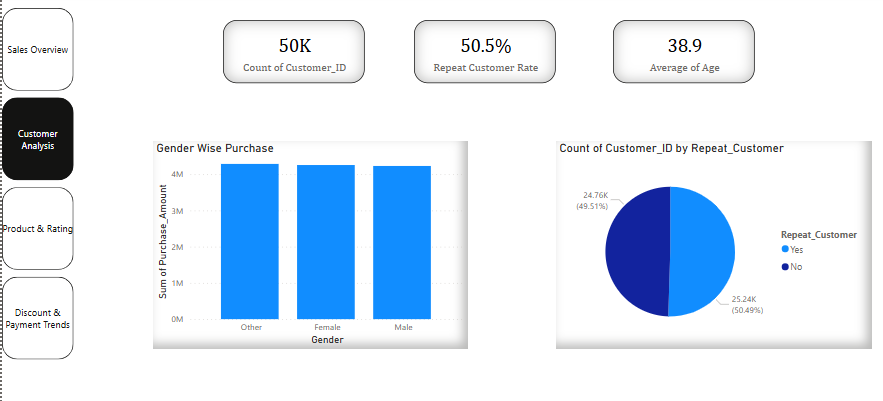 Sales Overview
Customer
Analysis
Product & Rating
Discount &
Payment Trends
50K
Count of Customer_ID
50.5%
Repeat Customer Rate
38.9
Average of Age
Gender Wise Purchase
Sum of Purchase_Amount
4M
3M
2M
1M
0M
Other
Female
Male
Gender
Count of Customer_ID by Repeat_Customer
24.76K
(49.51%)
25.24K
(50.49%)
Repeat_Customer
Yes
No